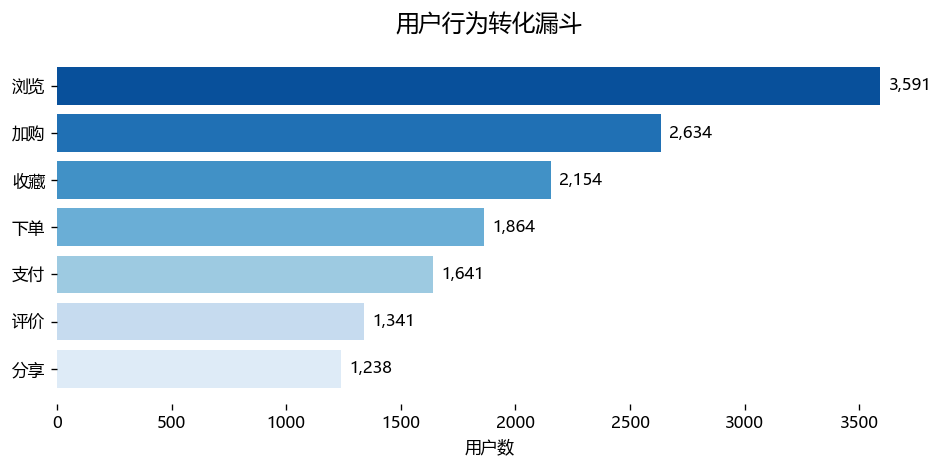 用户行为转化漏斗
浏览 3,591
加购 2,634
收藏 2,154
下单 1,864
支付 1,641
评价 1,341
分享 1,238
0 500 1000 1500 2000 2500 3000 3500
用户数